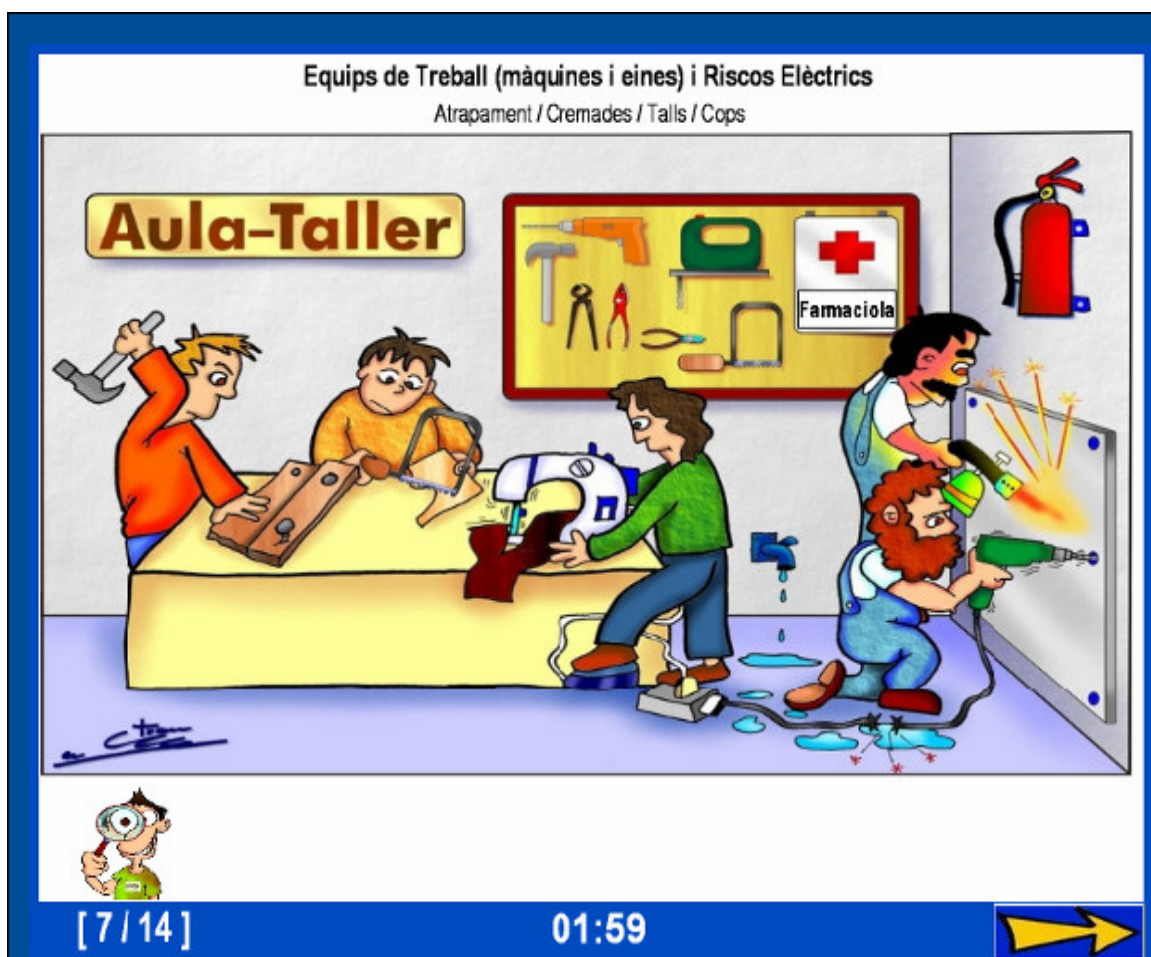 Equips de Treball (màquines i eines) i Riscos Elèctrics
Atrapament / Cremades / Talls / Cops
Aula-Taller
Farmaciola
[ 7 / 14 ]
01:59